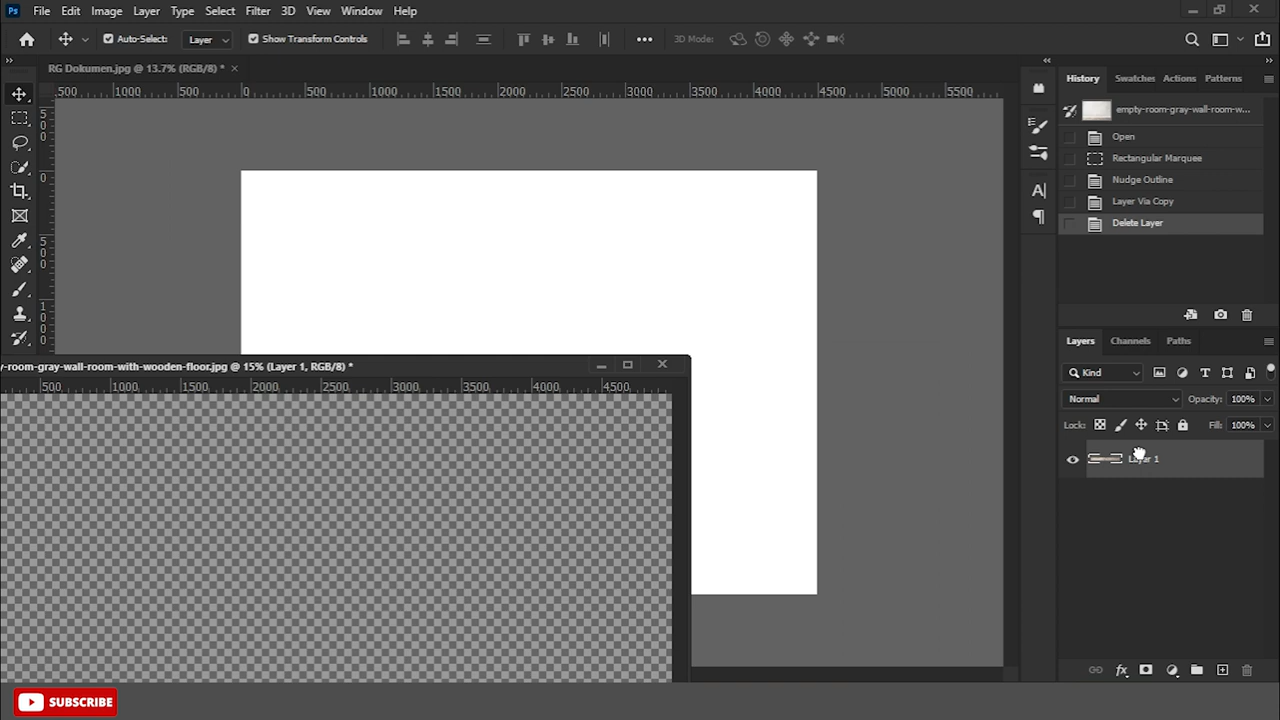 Ps File Edit Image Layer Type Select Filter 3D View Window Help
Auto-Select: Layer Show Transform Controls 3D Mode:
RG Dokumen.jpg @ 13.7% (RGB/8) * ×
500 1000 500 0 500 1000 1500 2000 2500 3000 3500 4000 4500 5000 5500
500
0
500
1000
History Swatches Actions Patterns
empty-room-gray-wall-room-w...
Open
Rectangular Marquee
Nudge Outline
Layer Via Copy
Delete Layer
y-room-gray-wall-room-with-wooden-floor.jpg @ 15% (Layer 1, RGB/8) *
500 1000 1500 2000 2500 3000 3500 4000 4500
Layers Channels Paths
Kind
Normal Opacity: 100%
Lock: Fill: 100%
Layer 1
SUBSCRIBE